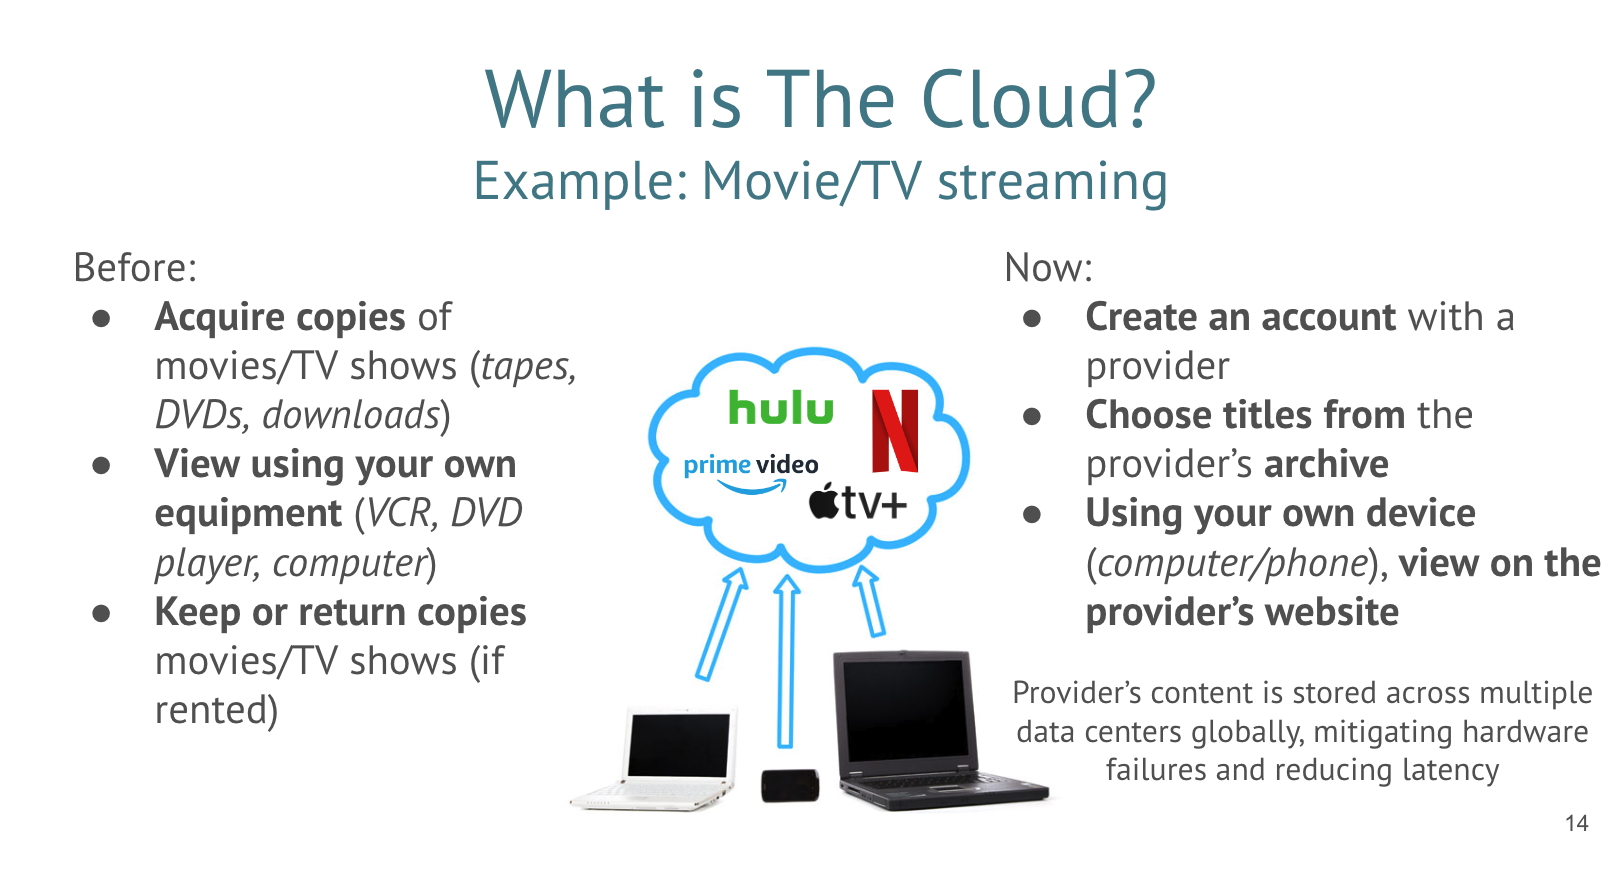 What is The Cloud?
Example: Movie/TV streaming
Before:
● Acquire copies of
movies/TV shows (tapes,
DVDs, downloads)
● View using your own
equipment (VCR, DVD
player, computer)
● Keep or return copies
movies/TV shows (if
rented)
hulu
N
prime video
tv+
Now:
● Create an account with a
provider
● Choose titles from the
provider’s archive
● Using your own device
(computer/phone), view on the
provider’s website
Provider’s content is stored across multiple
data centers globally, mitigating hardware
failures and reducing latency
14